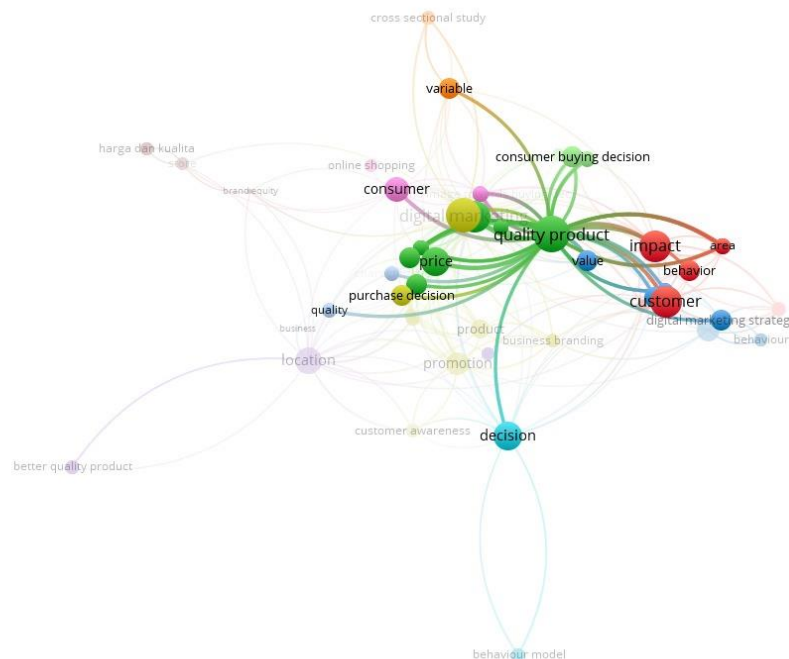 cross sectional study
variable
harga dan kualita
store
online shopping
consumer buying decision
brandiequity
consumer
digital marketing
quality product
impact
area
price
value
behavior
purchase decision
customer
quality
digital marketing strateg
business
product
business branding
behaviour
location
promotion
customer awareness
decision
better quality product
behaviour model